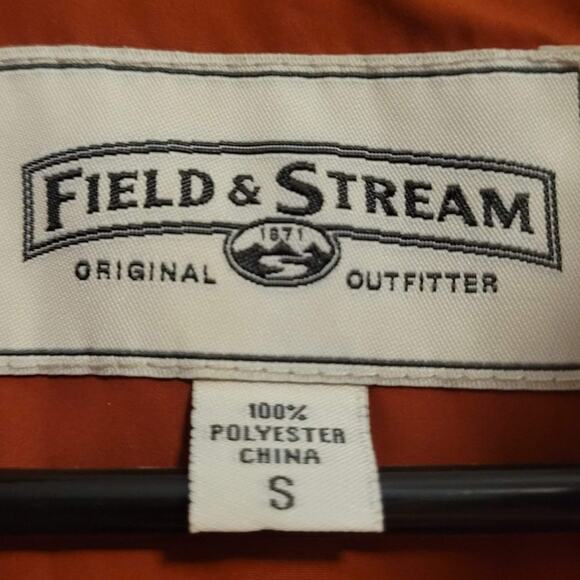 FIELD & STREAM
1871
ORIGINAL OUTFITTER
100%
POLYESTER
CHINA
S